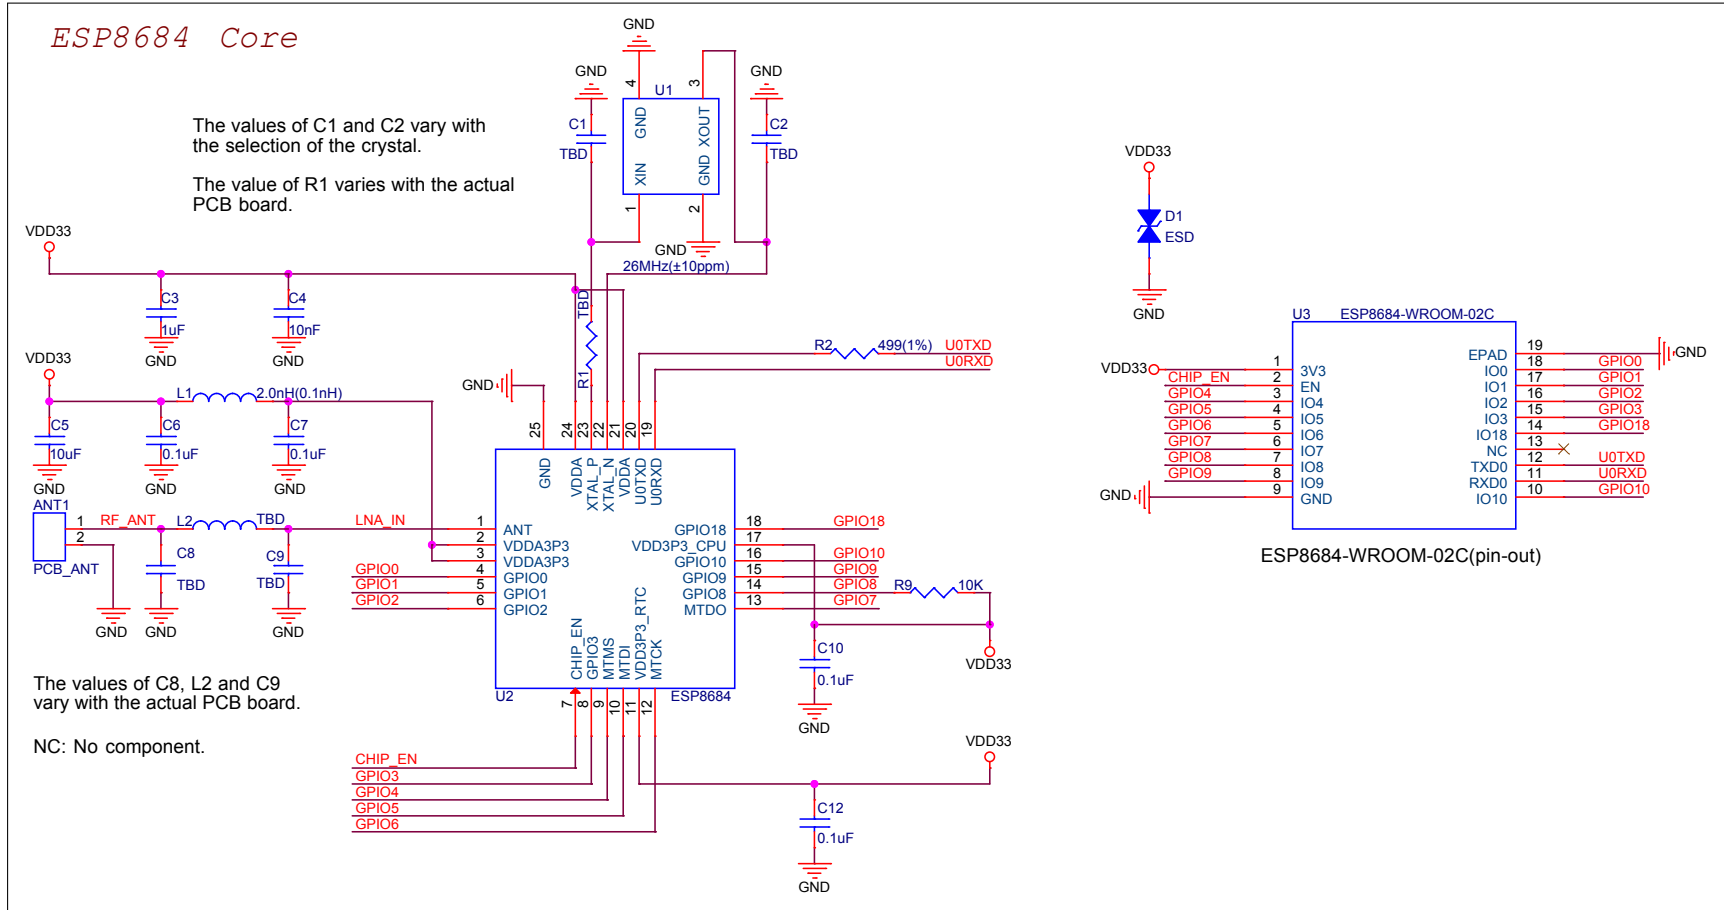 ESP8684 Core
The values of C1 and C2 vary with
the selection of the crystal.
The value of R1 varies with the actual
PCB board.
GND
GND
GND
4
3
U1
C1
TBD
GND
XOUT
XIN
GND
C2
TBD
1
2
GND
26MHz(±10ppm)
VDD33
C3
1uF
GND
C4
10nF
GND
TBD
R1
R2
499(1%)
U0TXD
U0RXD
VDD33
L1
2.0nH(0.1nH)
C5
10uF
GND
C6
0.1uF
GND
C7
0.1uF
GND
GND
25
24
23
22
21
20
19
GND
VDDA
XTAL_P
XTAL_N
VDDA
U0TXD
U0RXD
ANT1
1
2
PCB_ANT
RF_ANT
L2
TBD
LNA_IN
C8
TBD
C9
TBD
GND
GND
GND
GPIO0
GPIO1
GPIO2
1
2
3
4
5
6
ANT
VDDA3P3
VDDA3P3
GPIO0
GPIO1
GPIO2
GPIO18
VDD3P3_CPU
GPIO10
GPIO9
GPIO8
MTDO
18
17
16
15
14
13
GPIO18
GPIO10
GPIO9
GPIO8
GPIO7
R9
10K
VDD33
C10
0.1uF
GND
CHIP_EN
GPIO3
MTMS
MTDI
VDD3P3_RTC
MTCK
U2
ESP8684
7
8
9
10
11
12
The values of C8, L2 and C9
vary with the actual PCB board.
NC: No component.
CHIP_EN
GPIO3
GPIO4
GPIO5
GPIO6
VDD33
C12
0.1uF
GND
VDD33
D1
ESD
GND
U3
ESP8684-WROOM-02C
VDD33
CHIP_EN
GPIO4
GPIO5
GPIO6
GPIO7
GPIO8
GPIO9
GND
1
2
3
4
5
6
7
8
9
3V3
EN
IO4
IO5
IO6
IO7
IO8
IO9
GND
EPAD
IO0
IO1
IO2
IO3
IO18
NC
TXD0
RXD0
IO10
19
18
17
16
15
14
13
12
11
10
GND
GPIO0
GPIO1
GPIO2
GPIO3
GPIO18
U0TXD
U0RXD
GPIO10
ESP8684-WROOM-02C(pin-out)